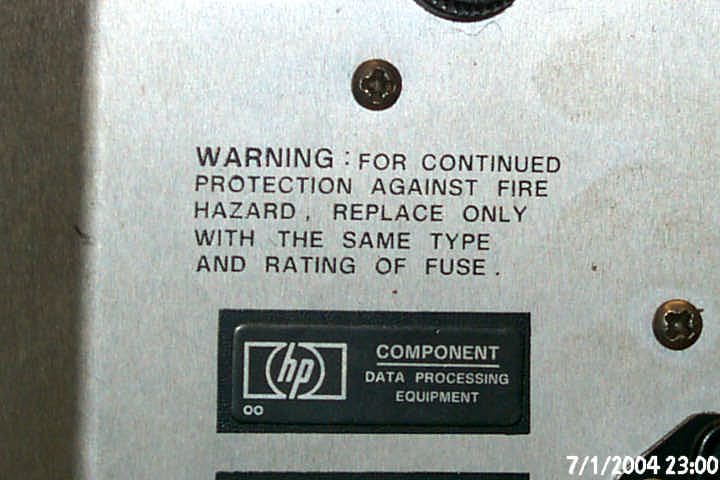 WARNING : FOR CONTINUED
PROTECTION AGAINST FIRE
HAZARD, REPLACE ONLY
WITH THE SAME TYPE
AND RATING OF FUSE.
hp
COMPONENT
DATA PROCESSING
EQUIPMENT
OO
7/1/2004 23:00